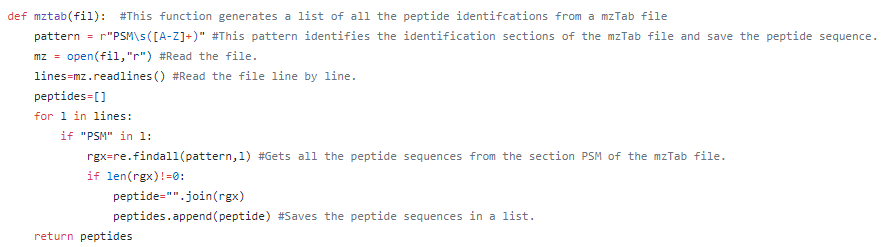 def mztab(fil):  #This function generates a list of all the peptide identifcations from a mzTab file
    pattern = r"PSM\s([A-Z]+)" #This pattern identifies the identification sections of the mzTab file and save the peptide sequence.
    mz = open(fil,"r") #Read the file.
    lines=mz.readlines() #Read the file line by line.
    peptides=[]
    for l in lines:
        if "PSM" in l:
            rgx=re.findall(pattern,l) #Gets all the peptide sequences from the section PSM of the mzTab file.
            if len(rgx)!=0:
                peptide="".join(rgx)
                peptides.append(peptide) #Saves the peptide sequences in a list.
    return peptides